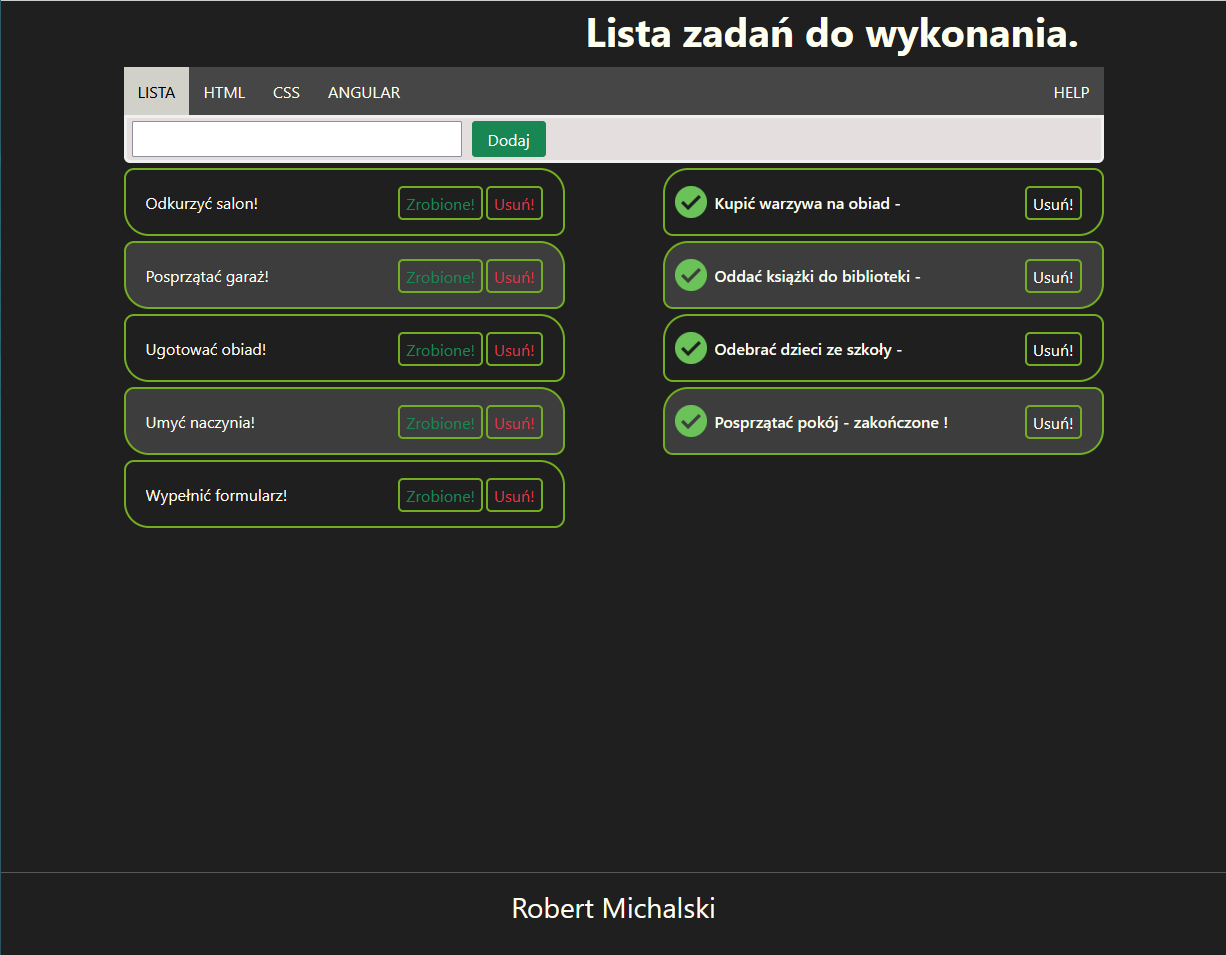 Lista zadań do wykonania.
LISTA HTML CSS ANGULAR HELP
Dodaj
Odkurzyć salon! Zrobione! Usuń!
Posprzątać garaż! Zrobione! Usuń!
Ugotować obiad! Zrobione! Usuń!
Umyć naczynia! Zrobione! Usuń!
Wypełnić formularz! Zrobione! Usuń!
Kupić warzywa na obiad - Usuń!
Oddać książki do biblioteki - Usuń!
Odebrać dzieci ze szkoły - Usuń!
Posprzątać pokój - zakończone ! Usuń!
Robert Michalski